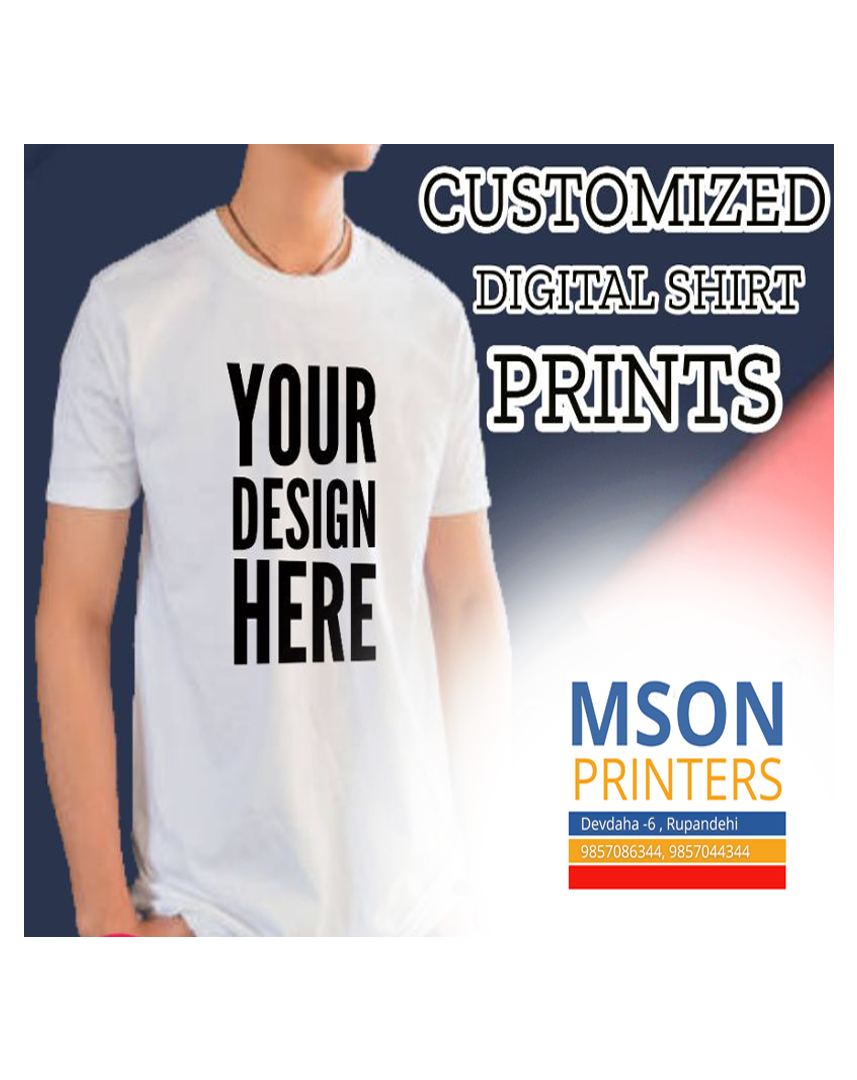 CUSTOMIZED
DIGITAL SHIRT
PRINTS
YOUR
DESIGN
HERE
MSON
PRINTERS
Devdaha -6 , Rupandehi
9857086344, 9857044344